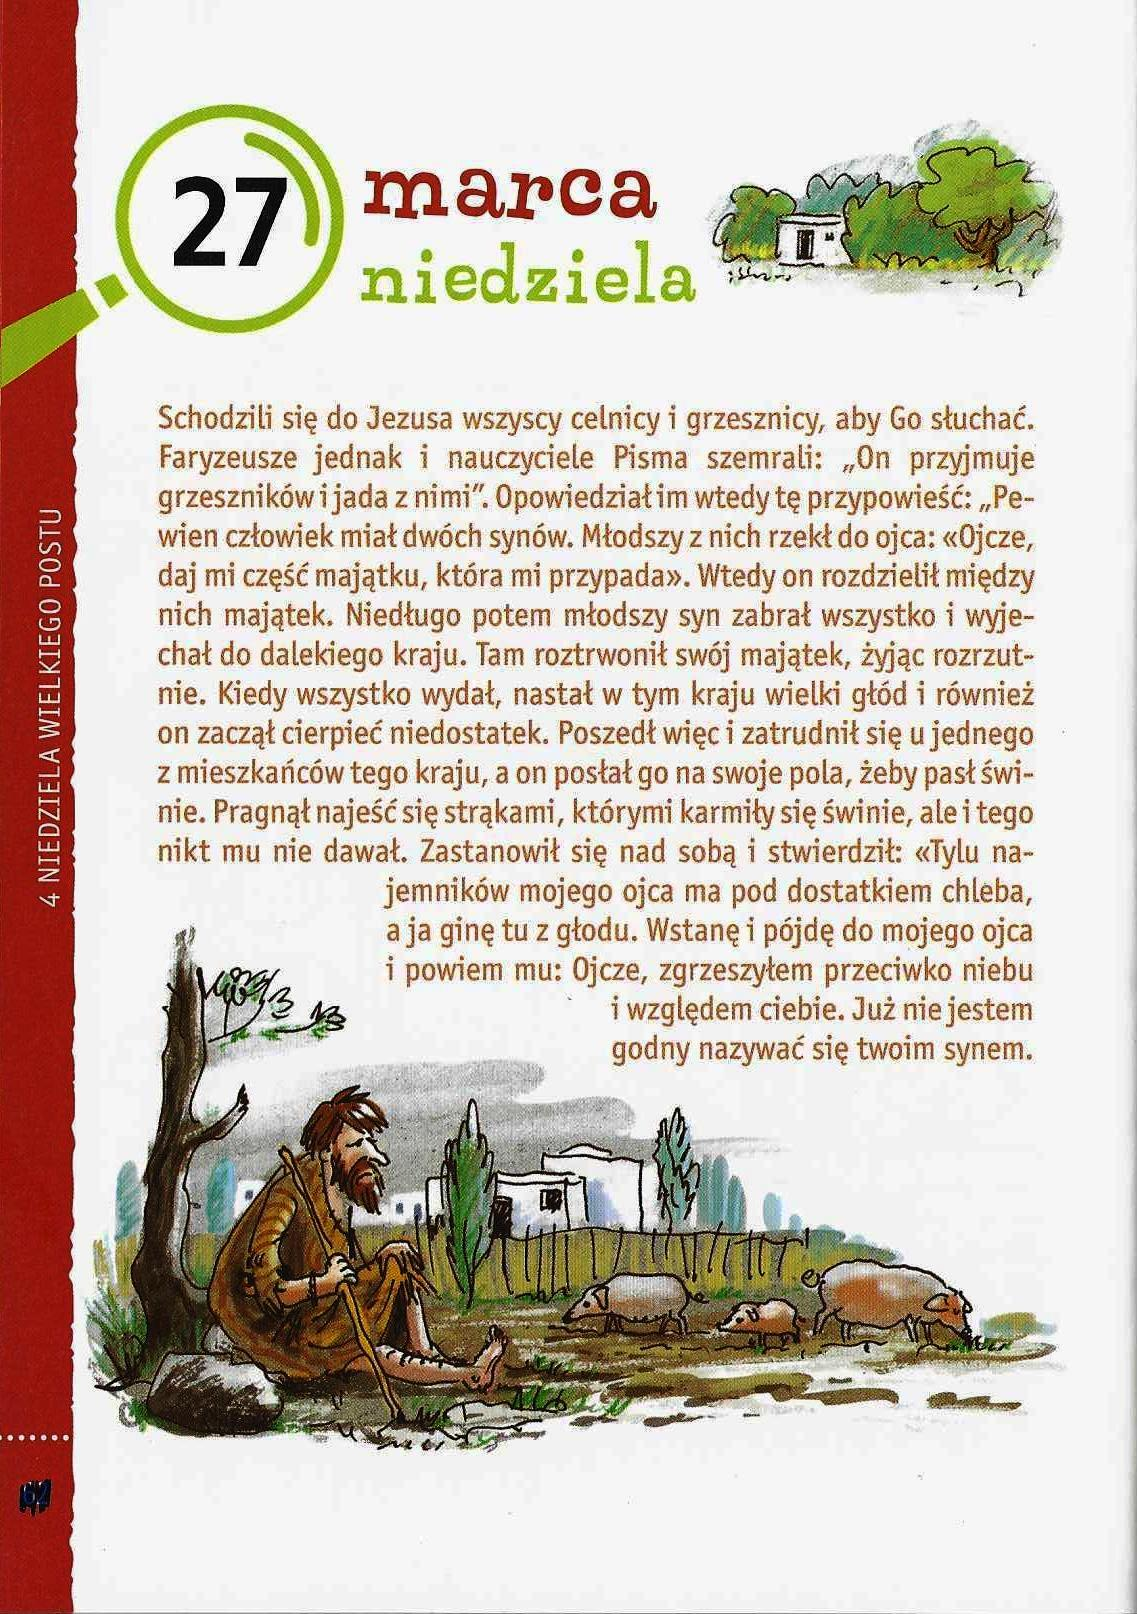 27
marca
niedziela
Schodzili się do Jezusa wszyscy celnicy i grzesznicy, aby Go słuchać.
Faryzeusze jednak i nauczyciele Pisma szemrali: „On przyjmuje
grzeszników i jada z nimi". Opowiedział im wtedy tę przypowieść: „Pe-
wien człowiek miał dwóch synów. Młodszy z nich rzekł do ojca: «Ojcze,
daj mi część majątku, która mi przypada». Wtedy on rozdzielił między
nich majątek. Niedługo potem młodszy syn zabrał wszystko i wyje-
chał do dalekiego kraju. Tam roztrwonił swój majątek, żyjąc rozrzut-
nie. Kiedy wszystko wydał, nastał w tym kraju wielki głód i również
on zaczął cierpieć niedostatek. Poszedł więc i zatrudnił się u jednego
z mieszkańców tego kraju, a on posłał go na swoje pola, żeby pasł świ-
nie. Pragnął najeść się strąkami, którymi karmiły się świnie, ale i tego
nikt mu nie dawał. Zastanowił się nad sobą i stwierdził: «Tylu na-
jemników mojego ojca ma pod dostatkiem chleba,
a ja ginę tu z głodu. Wstanę i pójdę do mojego ojca
i powiem mu: Ojcze, zgrzeszyłem przeciwko niebu
i względem ciebie. Już nie jestem
godny nazywać się twoim synem.
4 NIEDZIELA WIELKIEGO POSTU
62